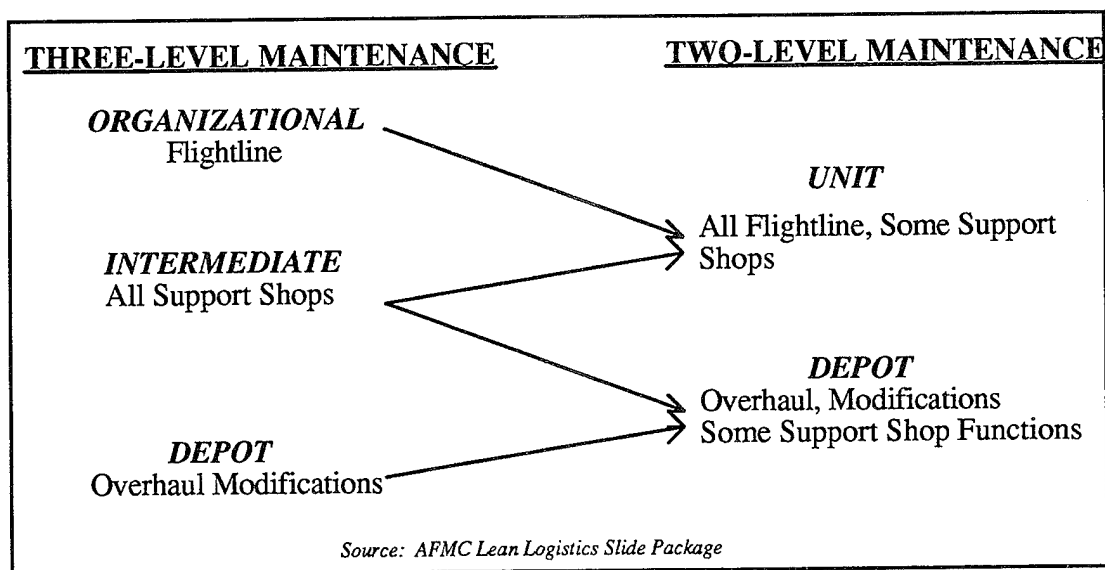 THREE-LEVEL MAINTENANCE
TWO-LEVEL MAINTENANCE
ORGANIZATIONAL
Flightline
UNIT
All Flightline, Some Support
Shops
INTERMEDIATE
All Support Shops
DEPOT
Overhaul, Modifications
Some Support Shop Functions
DEPOT
Overhaul Modifications
Source: AFMC Lean Logistics Slide Package